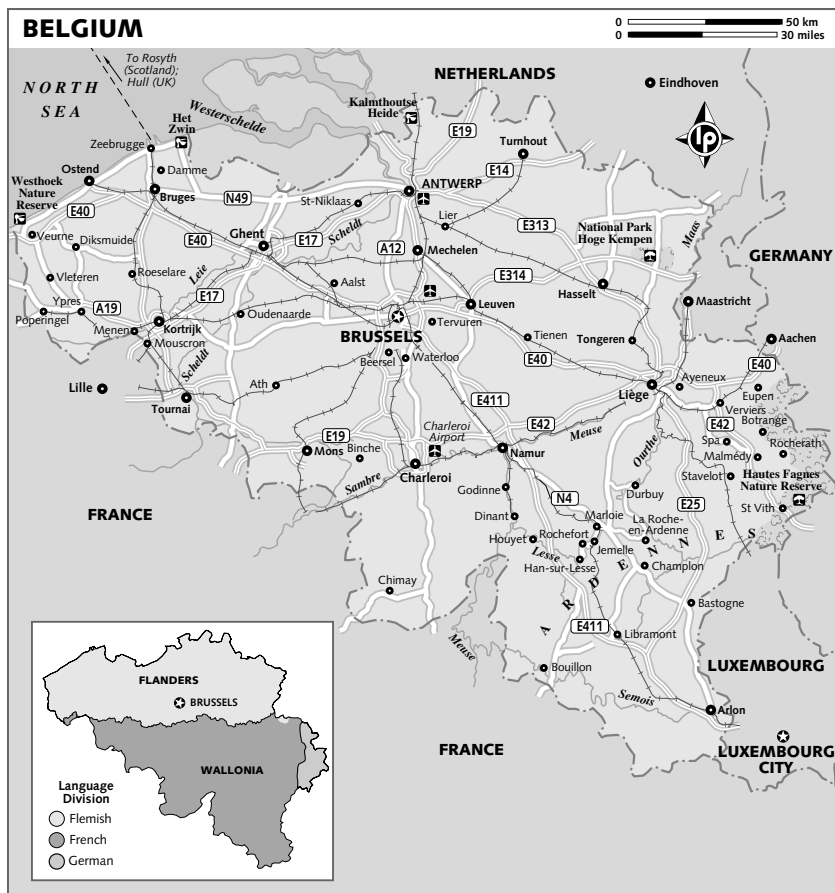 BELGIUM
0 50 km
0 30 miles
To Rosyth
(Scotland);
Hull (UK)
NORTH
SEA
NETHERLANDS
Eindhoven
lp
Westerschelde
Kalmthoutse
Heide
Het
Zwin
Zeebrugge
E19
Turnhout
Damme
E14
Ostend
Westhoek
Nature
Reserve
Bruges
N49
ANTWERP
St-Niklaas
Scheldt
Lier
E313
National Park
Hoge Kempen
Maas
E40
Veurne
Diksmuide
Ghent
E40
E17
A12
Mechelen
GERMANY
Vleteren
Roeselare
Leie
Aalst
E314
Hasselt
Maastricht
Ypres
A19
E17
Leuven
Poperingel
Menen
Kortrijk
Oudenaarde
BRUSSELS
Tervuren
Tienen
Tongeren
Aachen
Mouscron
Scheldt
Beersel
Waterloo
E40
E40
Lille
Ath
Tournai
Liège
Ayeneux
Eupen
Verviers
E411
E42
E42
Botrange
E19
Charleroi
Airport
Meuse
Ourthe
Spa
Rocherath
Mons
Binche
Namur
Malmédy
Charleroi
Stavelot
Hautes Fagnes
Nature Reserve
Sambre
Godinne
N4
Durbuy
E25
St Vith
FRANCE
Dinant
Marloie
La Roche-
en-Ardenne
Houyet
Rochefort
Jemelle
Lesse
Han-sur-Lesse
Champlon
ARDENNES
Chimay
Bastogne
E411
Libramont
Meuse
Bouillon
LUXEMBOURG
Semois
Arlon
FRANCE
LUXEMBOURG
CITY
FLANDERS
BRUSSELS
WALLONIA
Language
Division
Flemish
French
German